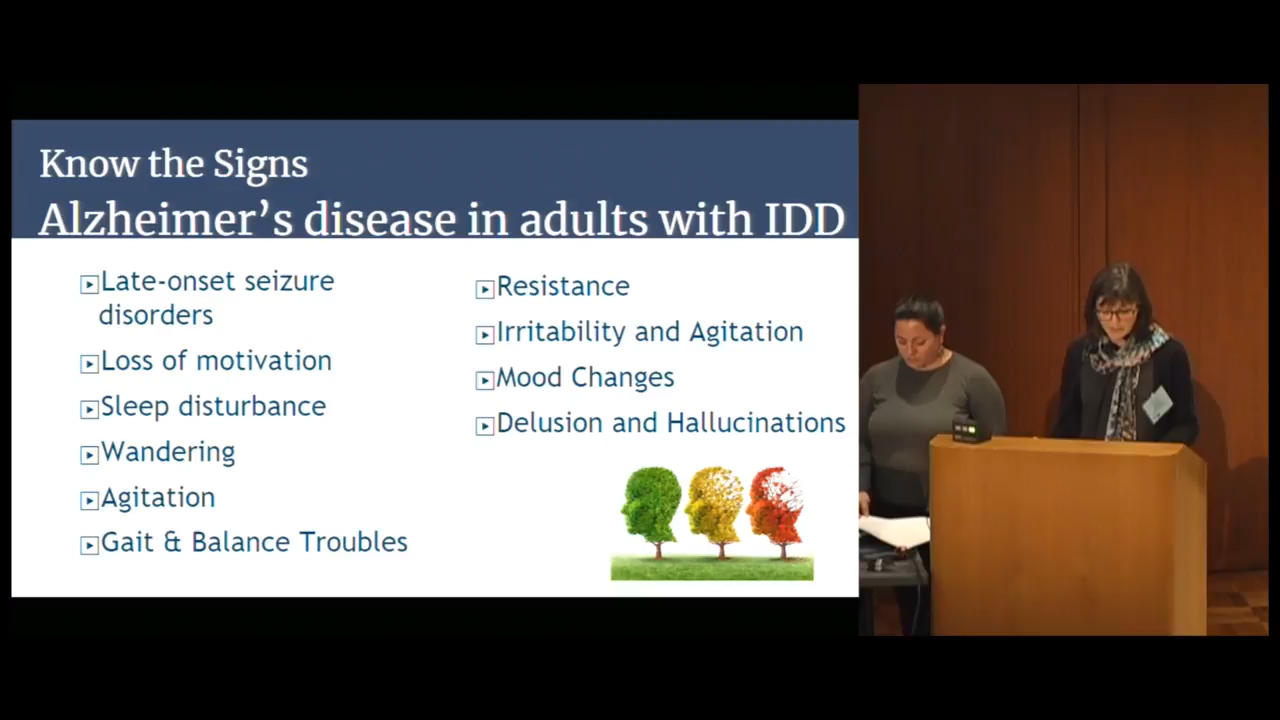 Know the Signs
Alzheimer’s disease in adults with IDD
Late-onset seizure
disorders
Loss of motivation
Sleep disturbance
Wandering
Agitation
Gait & Balance Troubles
Resistance
Irritability and Agitation
Mood Changes
Delusion and Hallucinations